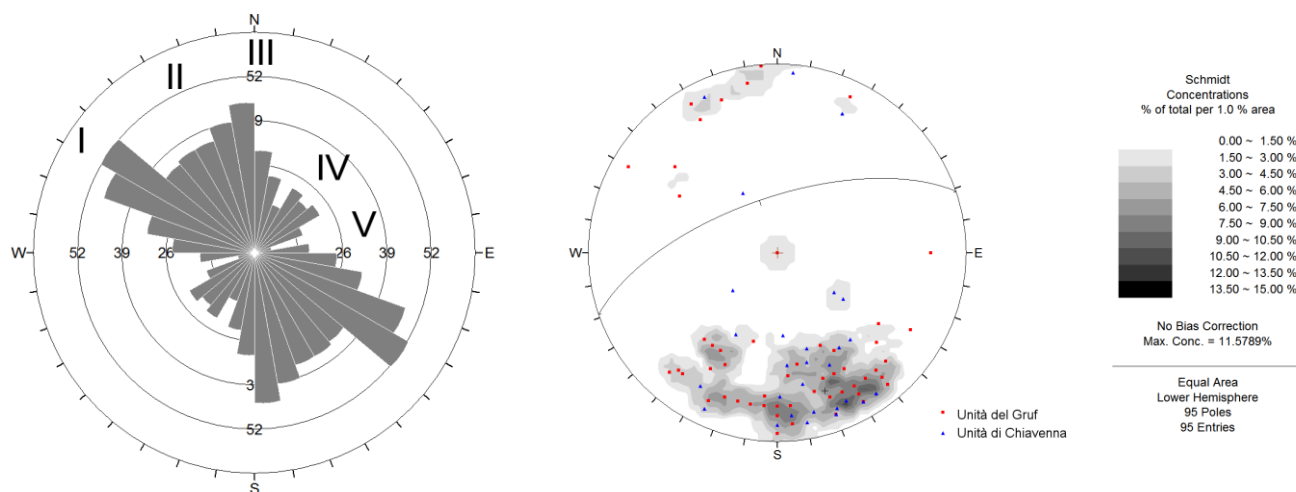 N
III
II
52
I
9
IV
V
W
52
39
26
26
52
E
3
52
S
N
W
E
S
Unità del Gruf
Unità di Chiavenna
Schmidt
Concentrations
% of total per 1.0 % area
0.00 ~ 1.50 %
1.50 ~ 3.00 %
3.00 ~ 4.50 %
4.50 ~ 6.00 %
6.00 ~ 7.50 %
7.50 ~ 9.00 %
9.00 ~ 10.50 %
10.50 ~ 12.00 %
12.00 ~ 13.50 %
13.50 ~ 15.00 %
No Bias Correction
Max. Conc. = 11.5789%
Equal Area
Lower Hemisphere
95 Poles
95 Entries